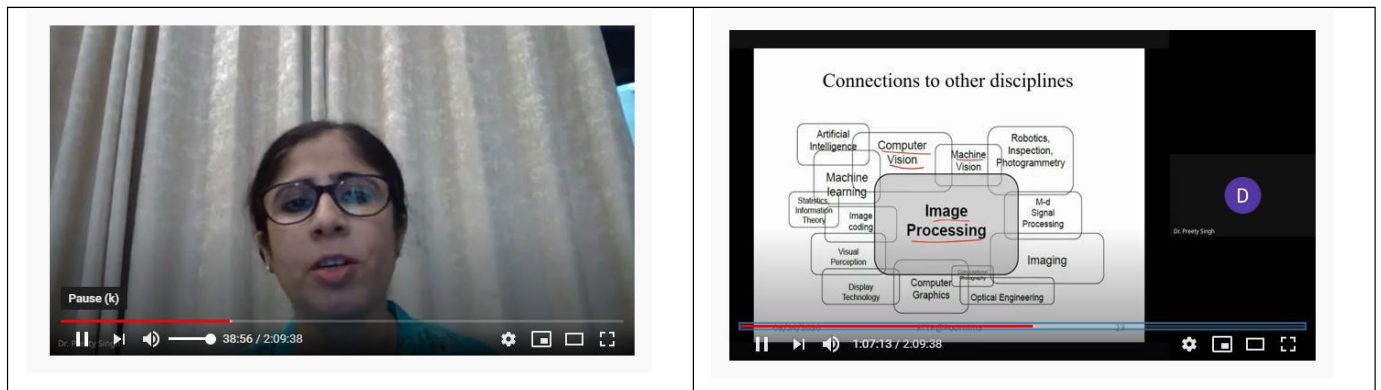 Pause (k)
38:56 / 2:09:38
Connections to other disciplines
Artificial
Intelligence
Computer
Vision
Machine
Vision
Robotics,
Inspection,
Photogrammetry
Machine
learning
Statistics,
Information
Theory
Image
coding
Image
Processing
M-d
Signal
Processing
Visual
Perception
Imaging
Display
Technology
Computer
Graphics
Optical Engineering
23
1:07:13 / 2:09:38
D
Dr. Preety Singh